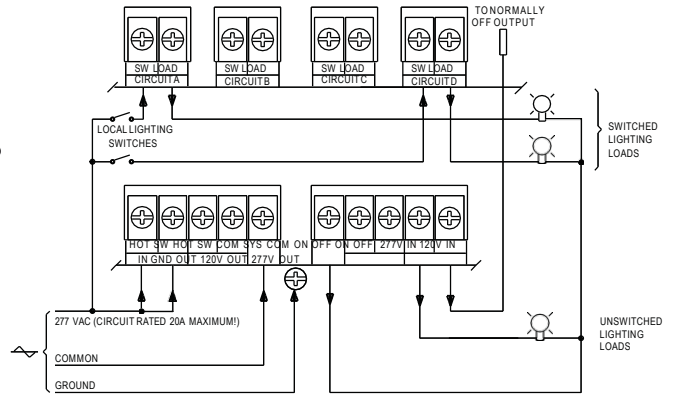 TO NORMALLY
OFF OUTPUT
SW LOAD SW LOAD SW LOAD SW LOAD
CIRCUIT A CIRCUIT B CIRCUIT C CIRCUIT D
LOCAL LIGHTING
SWITCHES
SWITCHED
LIGHTING
LOADS
HOT SW HOT SW COM SYS COM ON OFF ON OFF 277V IN 120V IN
IN GND OUT 120V OUT 277V OUT
277 VAC (CIRCUIT RATED 20A MAXIMUM!)
COMMON
GROUND
UNSWITCHED
LIGHTING
LOADS